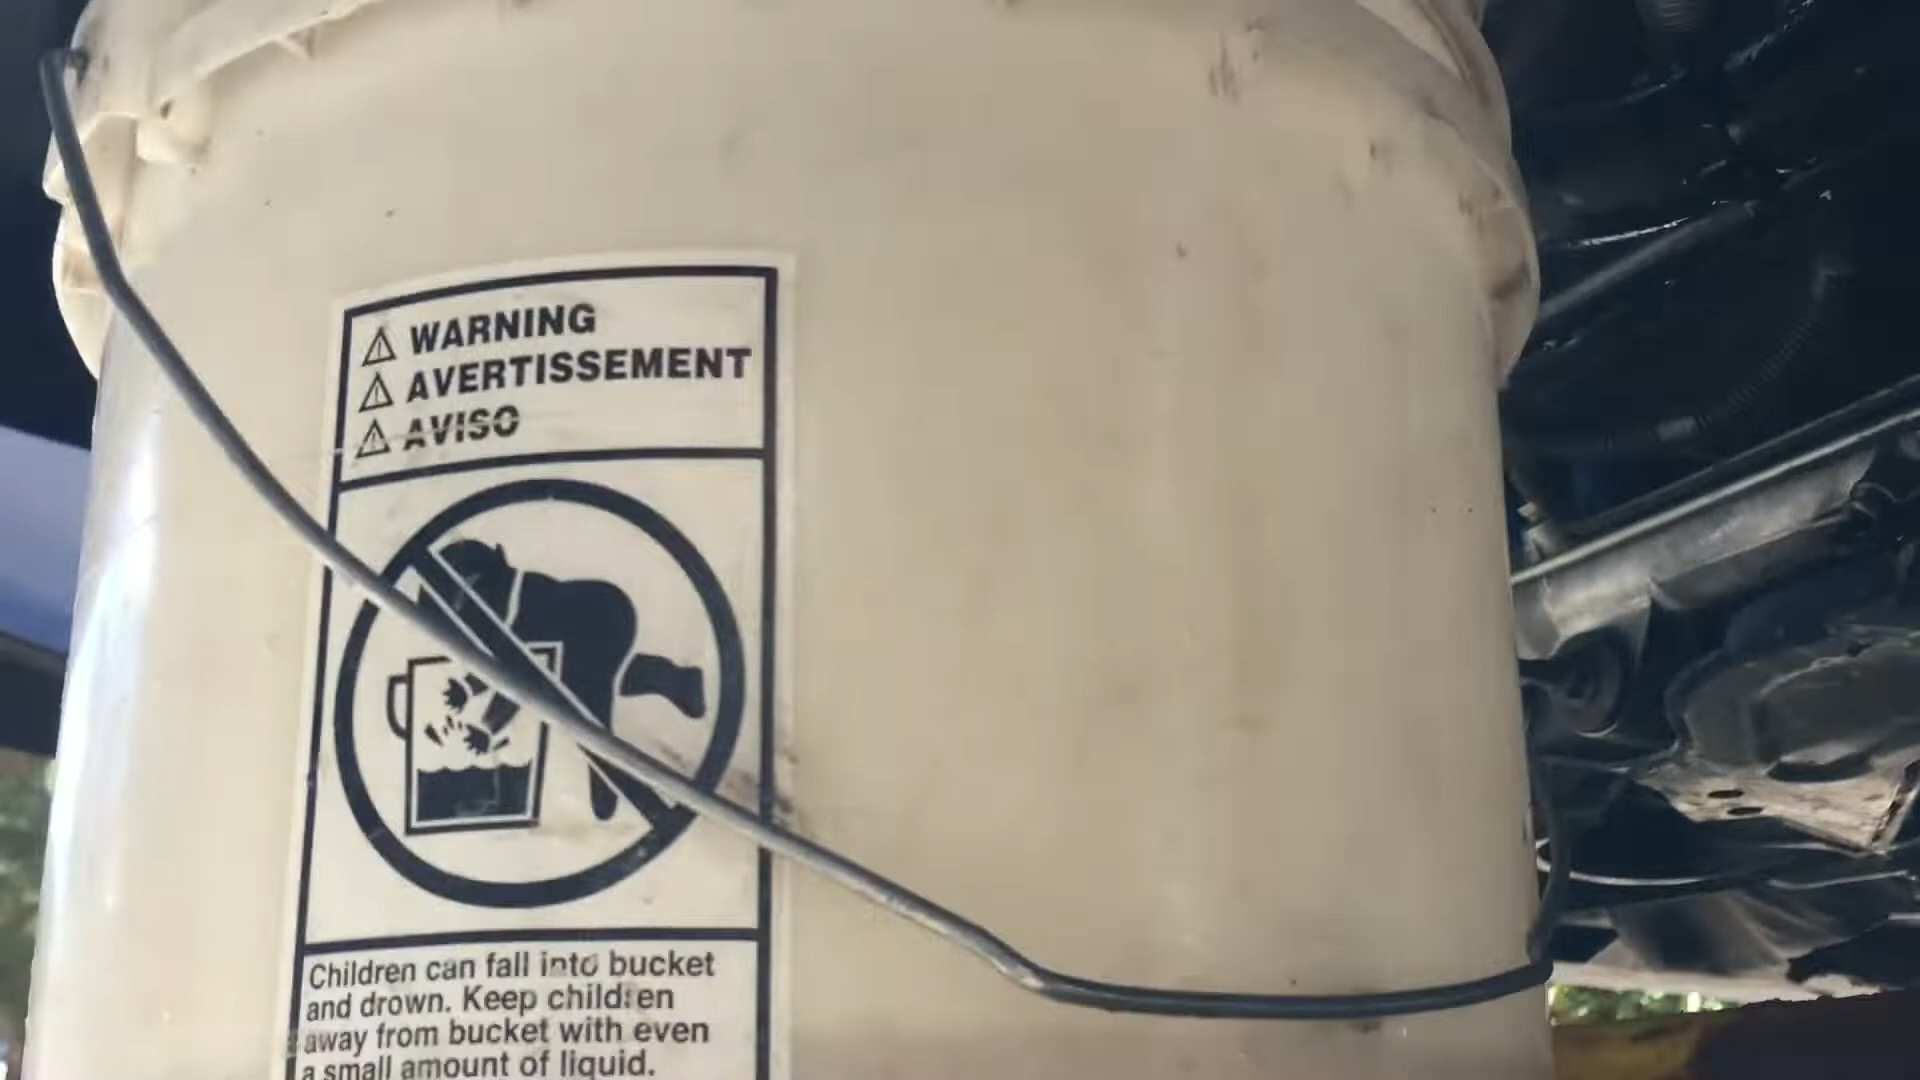 WARNING
AVERTISSEMENT
AVISO
Children can fall into bucket
and drown. Keep children
away from bucket with even
a small amount of liquid.